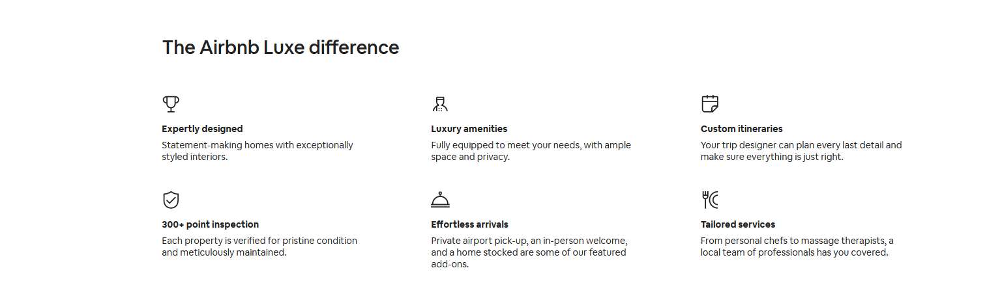 The Airbnb Luxe difference
Expertly designed
Statement-making homes with exceptionally
styled interiors.
Luxury amenities
Fully equipped to meet your needs, with ample
space and privacy.
Custom itineraries
Your trip designer can plan every last detail and
make sure everything is just right.
300+ point inspection
Each property is verified for pristine condition
and meticulously maintained.
Effortless arrivals
Private airport pick-up, an in-person welcome,
and a home stocked are some of our featured
add-ons.
Tailored services
From personal chefs to massage therapists, a
local team of professionals has you covered.